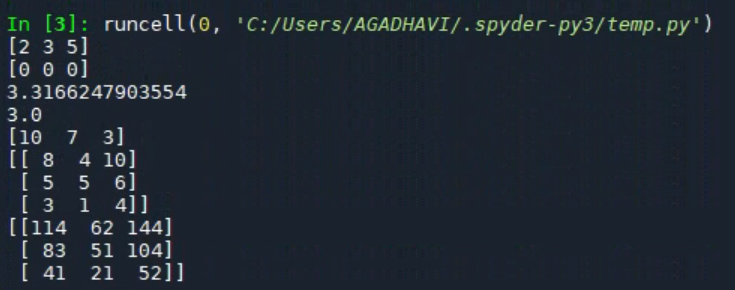 In [3]: runcell(0, 'C:/Users/AGADHAVI/.spyder-py3/temp.py')
[2 3 5]
[0 0 0]
3.3166247903554
3.0
[10  7  3]
[[ 8  4 10]
 [ 5  5  6]
 [ 3  1  4]]
[[114  62 144]
 [ 83  51 104]
 [ 41  21  52]]